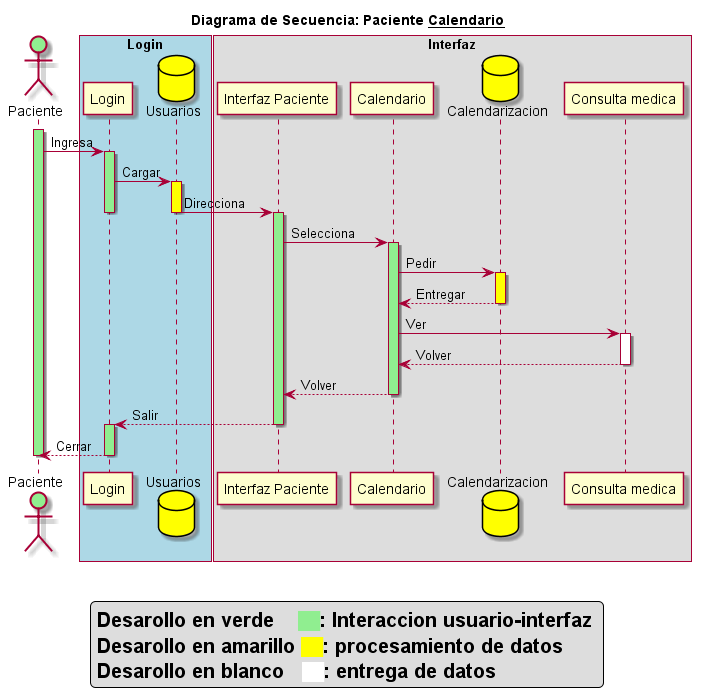 Diagrama de Secuencia: Paciente Calendario
Login
Interfaz
Paciente
Login
Usuarios
Interfaz Paciente
Calendario
Calendarizacion
Consulta medica
Ingresa
Cargar
Direcciona
Selecciona
Pedir
Entregar
Ver
Volver
Volver
Salir
Cerrar
Paciente
Login
Usuarios
Interfaz Paciente
Calendario
Calendarizacion
Consulta medica
Desarollo en verde : Interaccion usuario-interfaz
Desarollo en amarillo : procesamiento de datos
Desarollo en blanco : entrega de datos